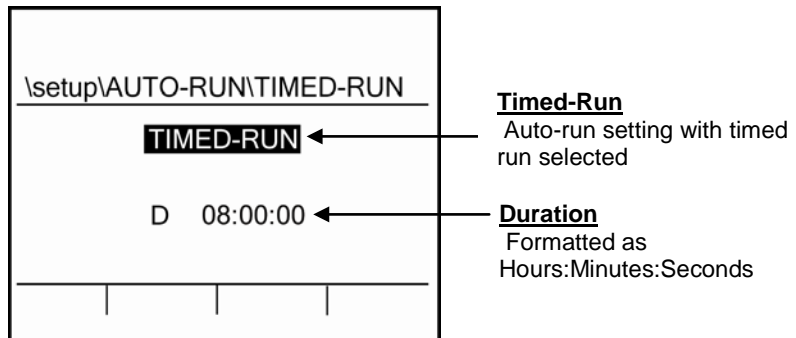 \setup\AUTO-RUN\TIMED-RUN
TIMED-RUN
D 08:00:00
Timed-Run
Auto-run setting with timed
run selected
Duration
Formatted as
Hours:Minutes:Seconds